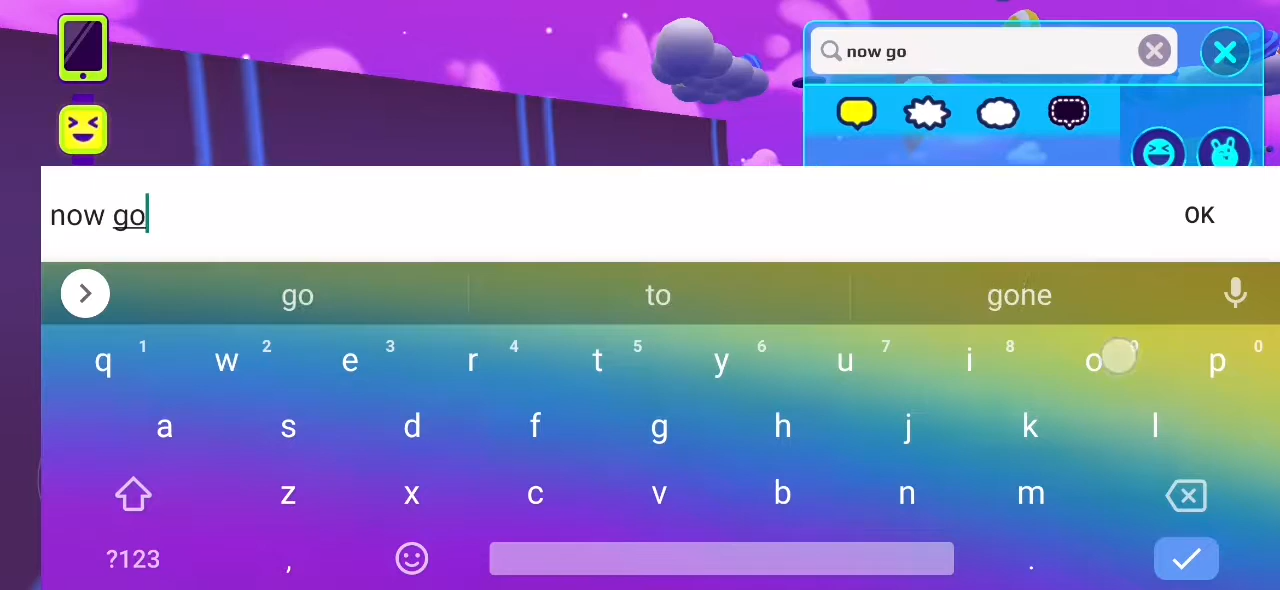 now go
now go
OK
go to gone
q 1 w 2 e 3 r 4 t 5 y 6 u 7 i 8 o 9 p 0
a s d f g h j k l
z x c v b n m
?123 , .